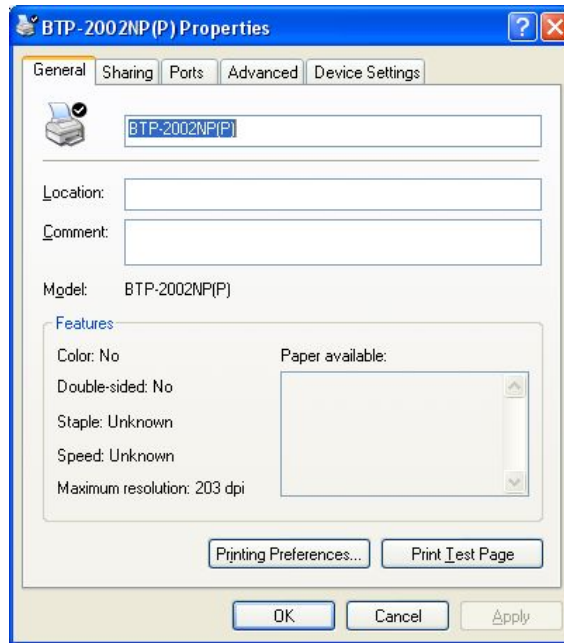 BTP-2002NP(P) Properties
General Sharing Ports Advanced Device Settings
BTP-2002NP(P)
Location:
Comment:
Model: BTP-2002NP(P)
Features
Color: No Paper available:
Double-sided: No
Staple: Unknown
Speed: Unknown
Maximum resolution: 203 dpi
Printing Preferences... Print Test Page
OK Cancel Apply